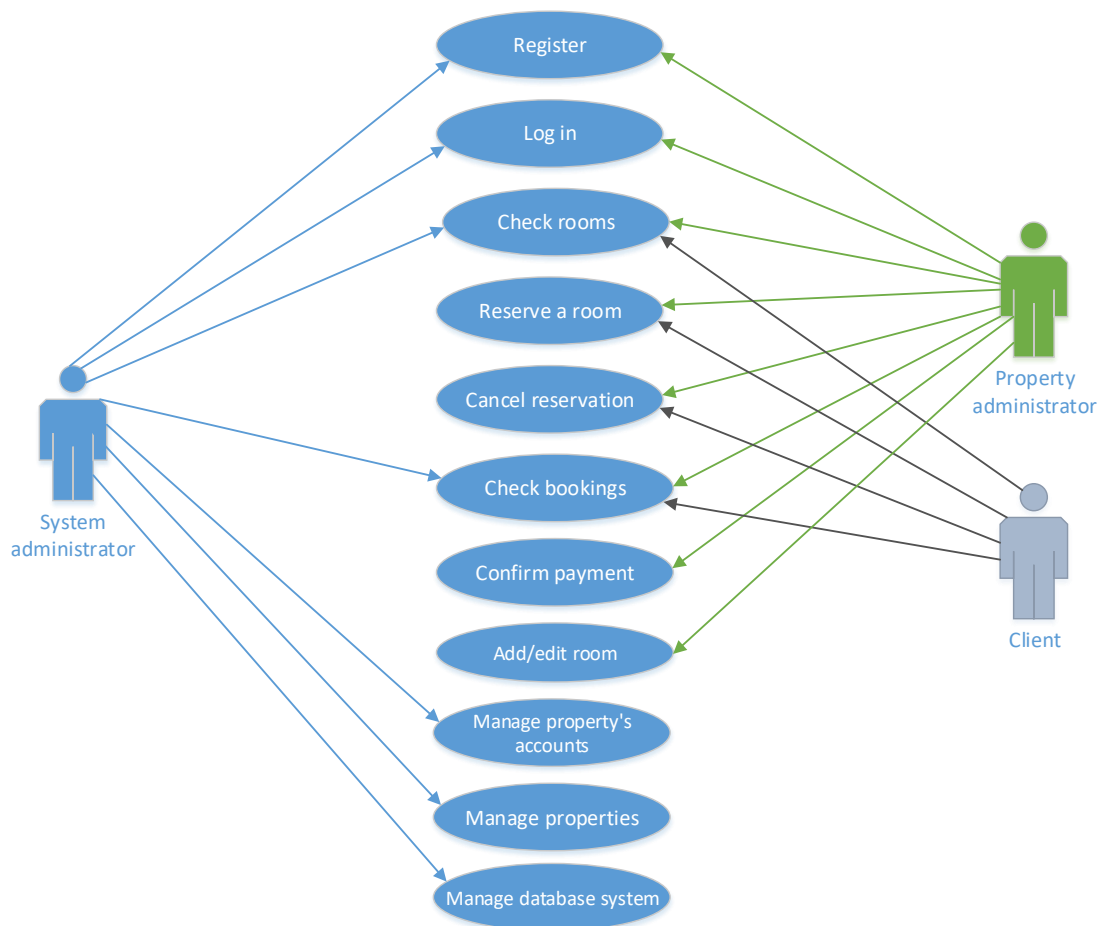 Register
Log in
Check rooms
Reserve a room
Cancel reservation
Check bookings
Confirm payment
Add/edit room
Manage property's
accounts
Manage properties
Manage database system
System
administrator
Property
administrator
Client